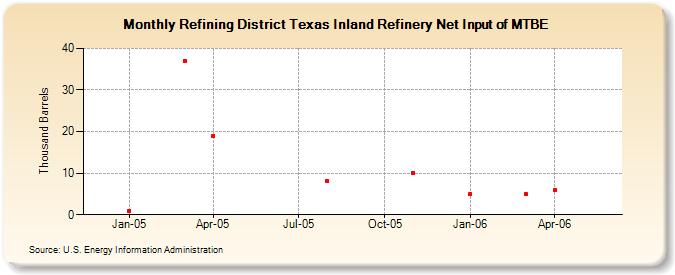 Monthly Refining District Texas Inland Refinery Net Input of MTBE
Thousand Barrels
40
30
20
10
0
Jan-05 Apr-05 Jul-05 Oct-05 Jan-06 Apr-06
Source: U.S. Energy Information Administration